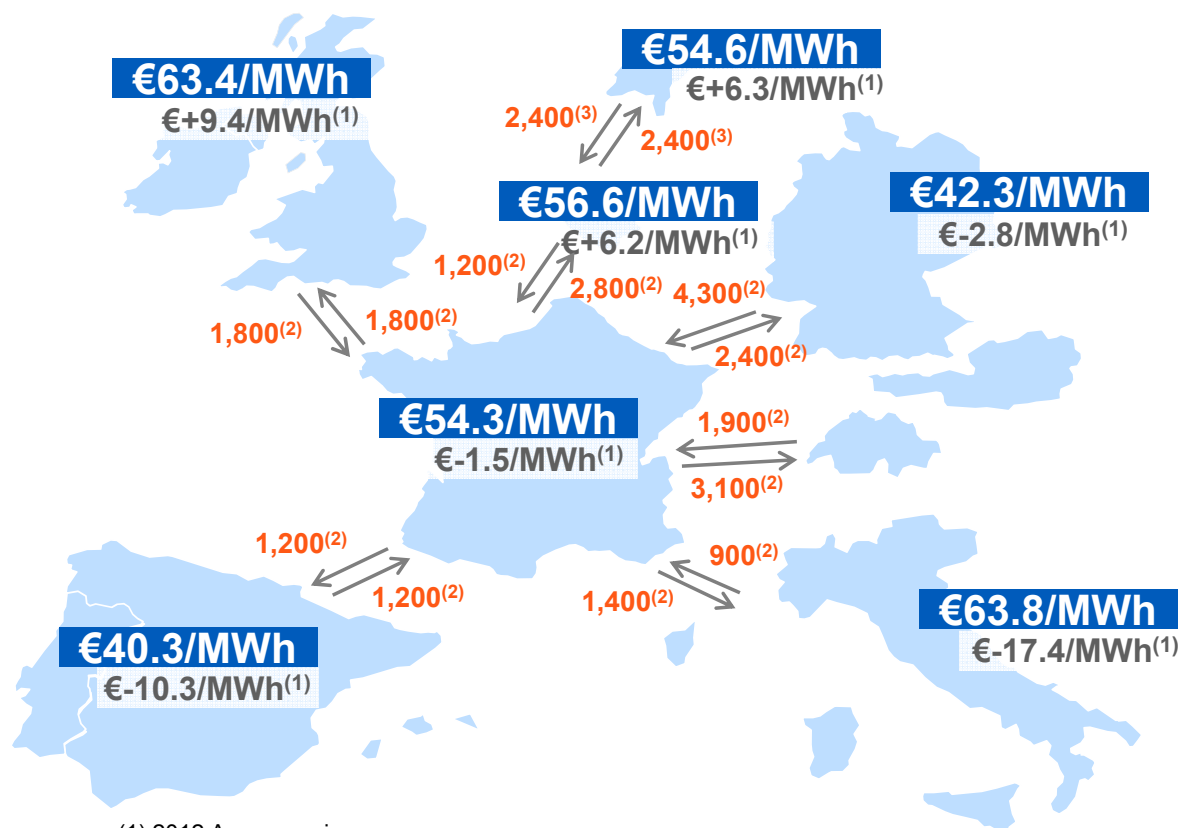 €63.4/MWh
€+9.4/MWh(1)
€54.6/MWh
€+6.3/MWh(1)
2,400(3)
2,400(3)
€56.6/MWh
€+6.2/MWh(1)
€42.3/MWh
€-2.8/MWh(1)
1,200(2)
2,800(2)
4,300(2)
1,800(2)
1,800(2)
2,400(2)
€54.3/MWh
€-1.5/MWh(1)
1,900(2)
3,100(2)
1,200(2)
1,200(2)
900(2)
1,400(2)
€63.8/MWh
€-17.4/MWh(1)
€40.3/MWh
€-10.3/MWh(1)